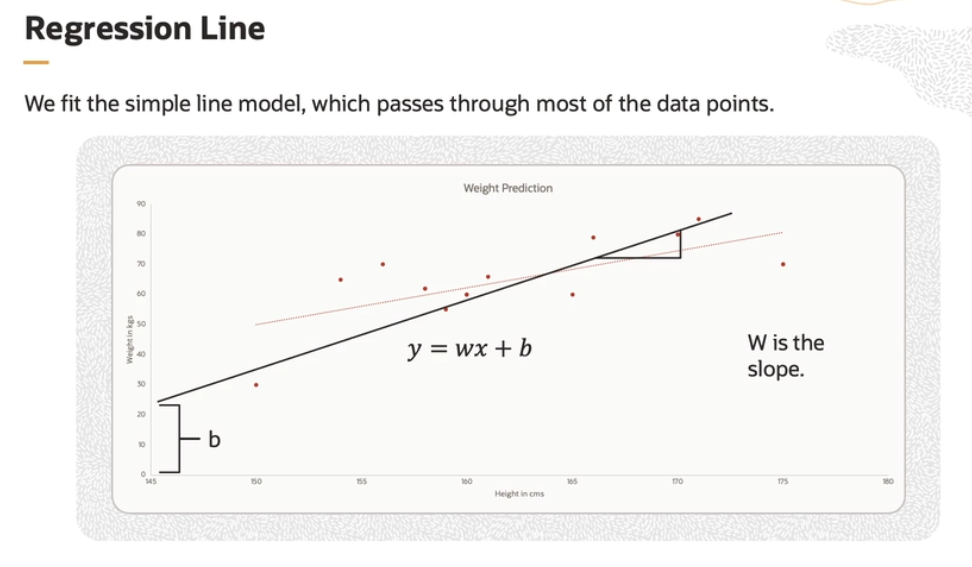 Regression Line
We fit the simple line model, which passes through most of the data points.
Weight Prediction
90
80
70
60
50
40
30
20
10
0
Weight in kgs
y = wx + b
W is the
slope.
b
145
150
155
160
165
170
175
180
Height in cms